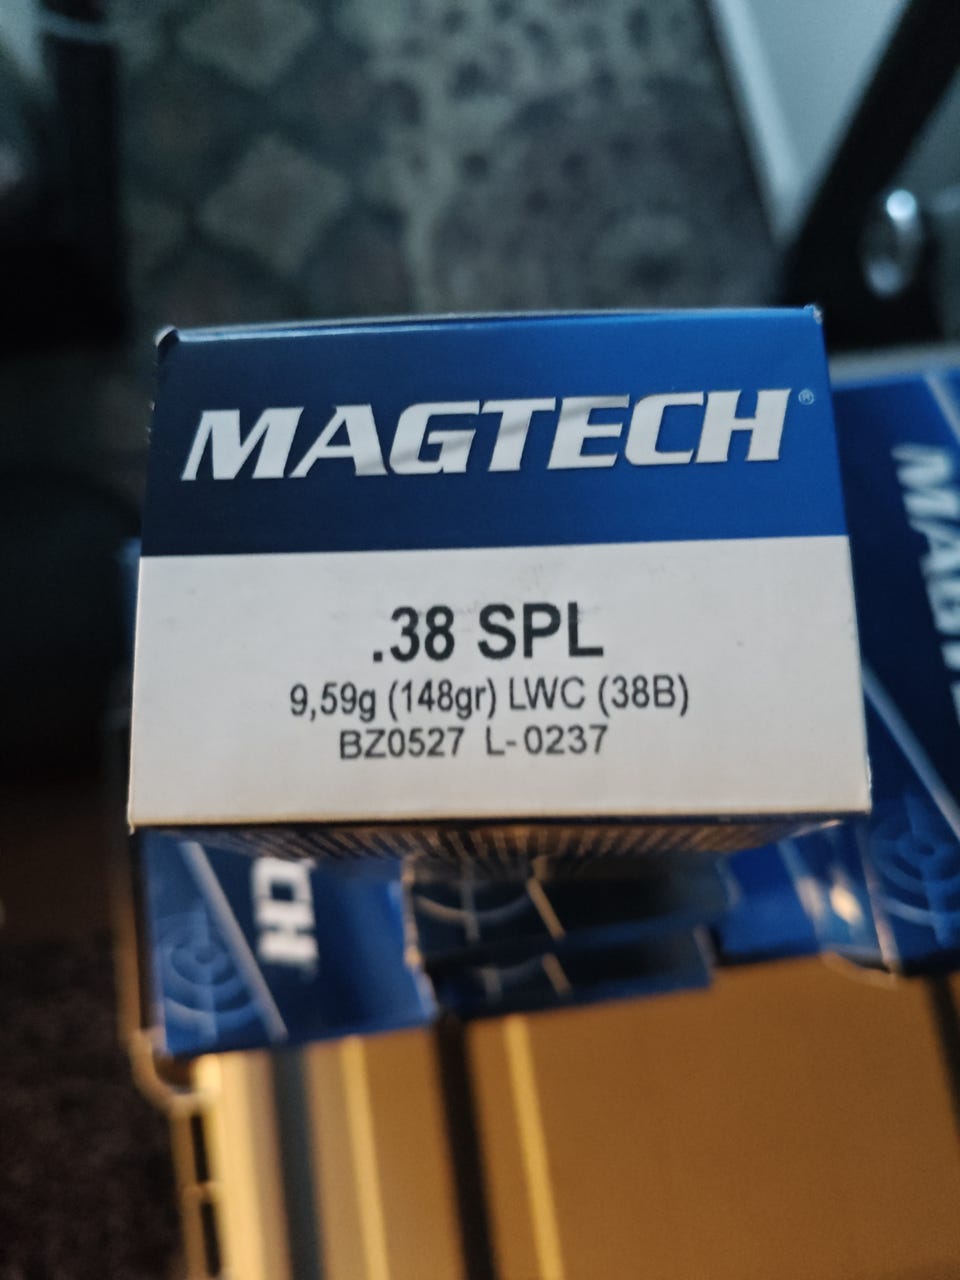 MAGTECH®
.38 SPL
9,59g (148gr) LWC (38B)
BZ0527 L-0237